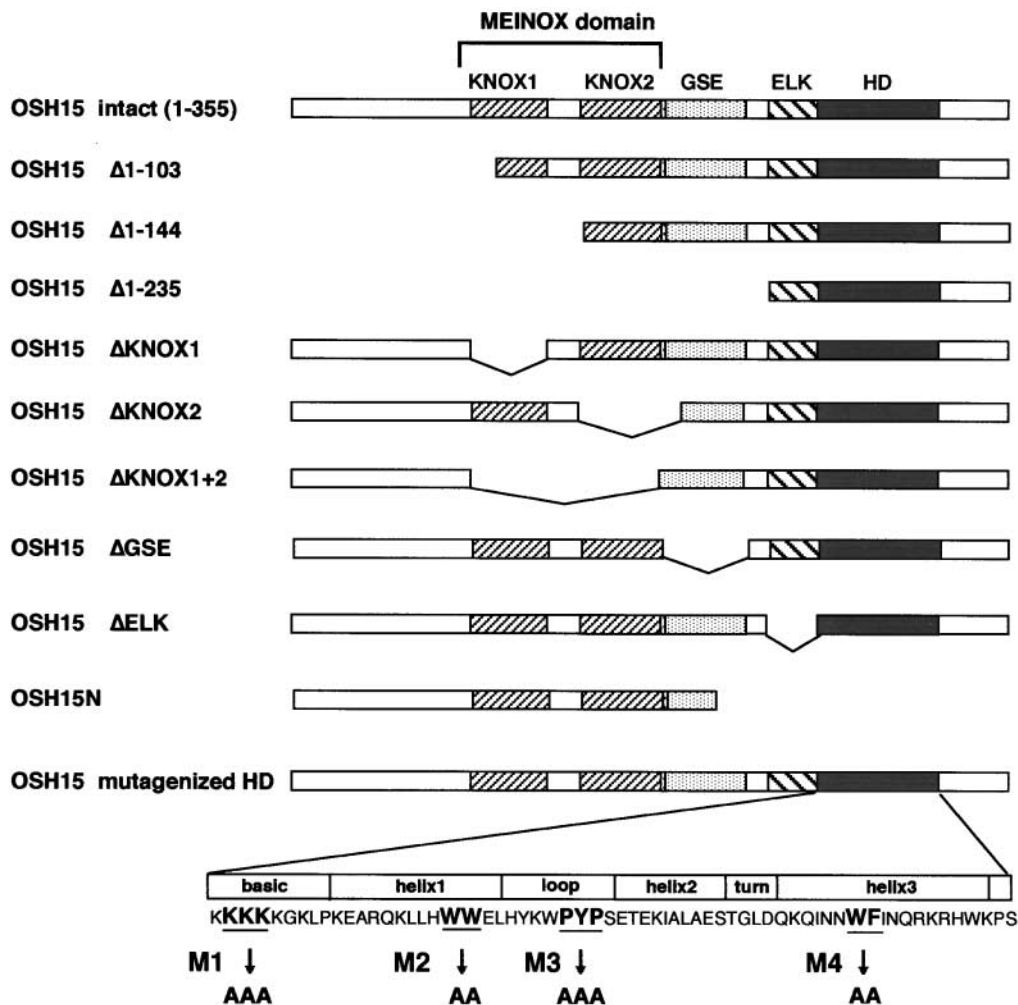 MEINOX domain
KNOX1 KNOX2 GSE ELK HD
OSH15 intact (1-355)
OSH15 Δ1-103
OSH15 Δ1-144
OSH15 Δ1-235
OSH15 ΔKNOX1
OSH15 ΔKNOX2
OSH15 ΔKNOX1+2
OSH15 ΔGSE
OSH15 ΔELK
OSH15N
OSH15 mutagenized HD
basic helix1 loop helix2 turn helix3
KKKKKGKLPKEARQKLLHWWELHYKWPYPSETEKIALAESTGLDQKQINNWFINQRKRHWKPS
M1 ↓ M2 ↓ M3 ↓ M4 ↓
AAA AA AAA AA